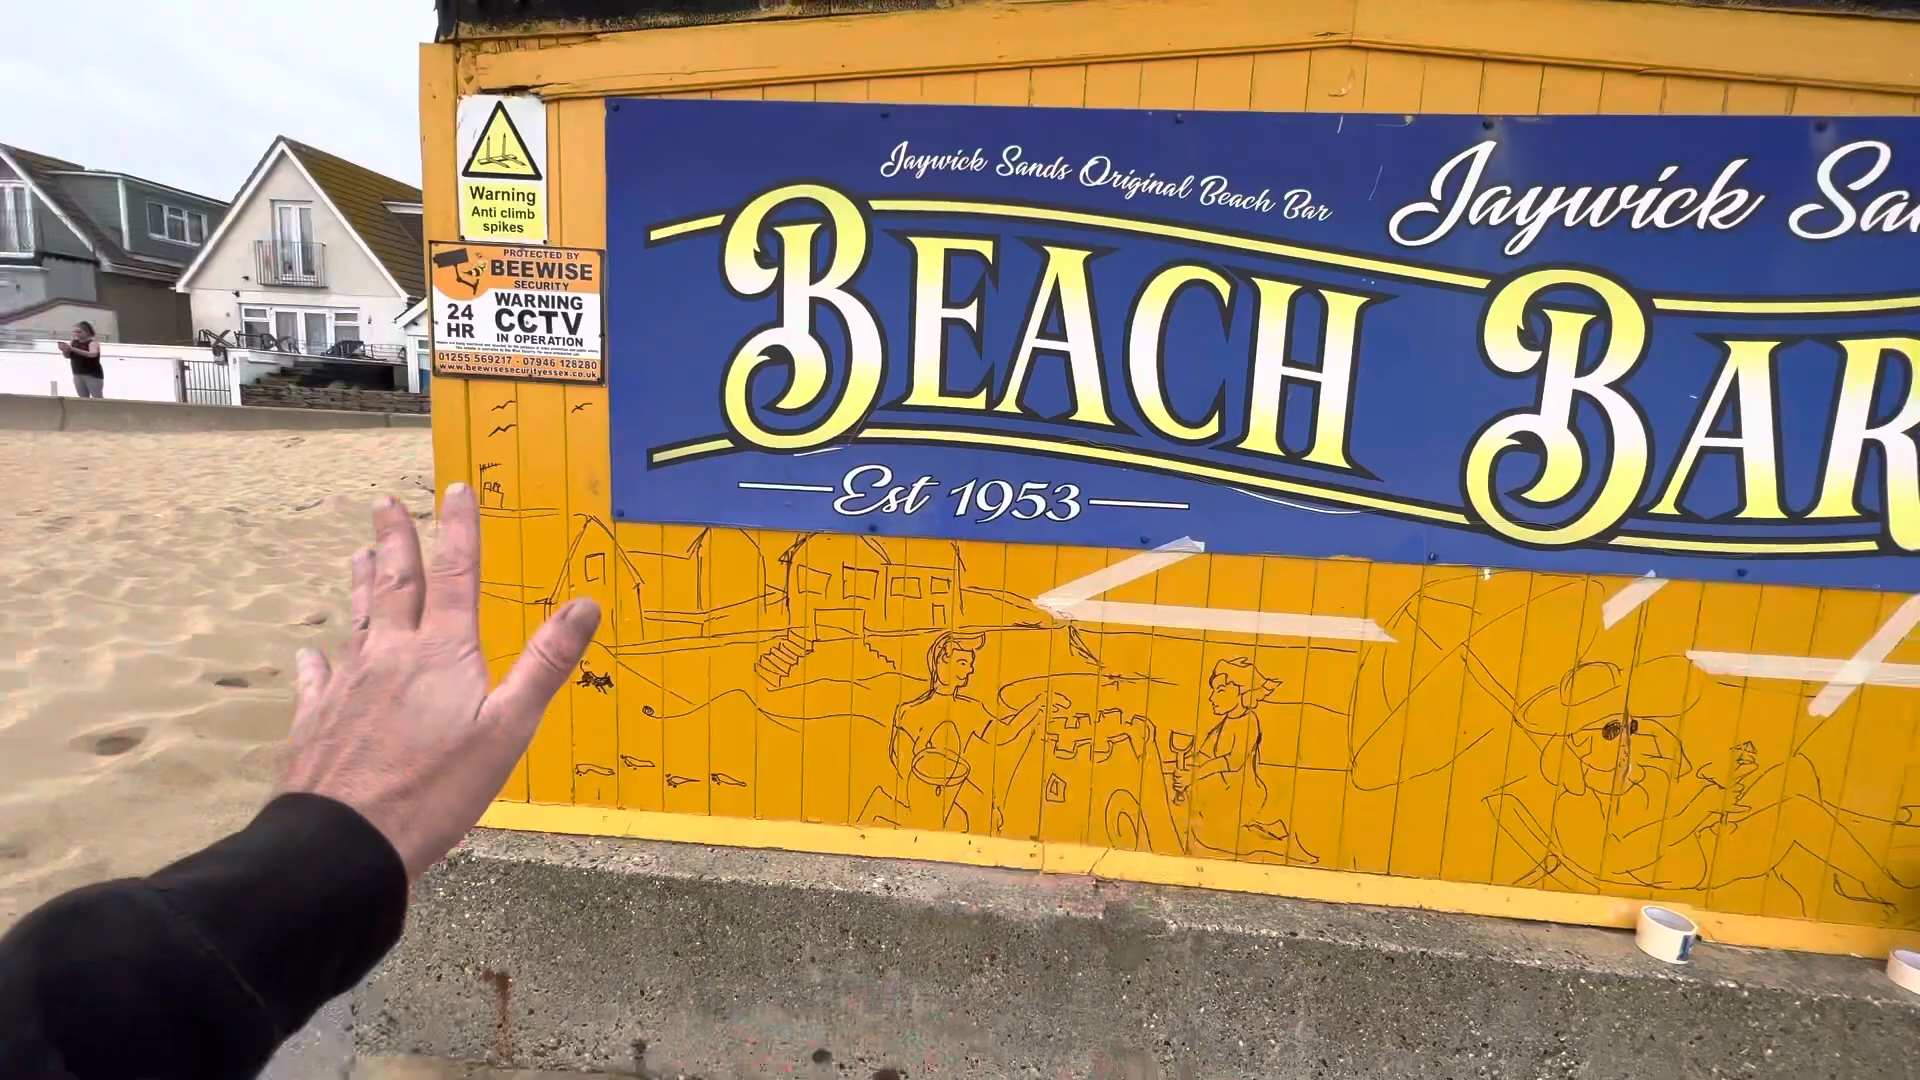 Warning
Anti climb
spikes
PROTECTED BY
BEEWISE
SECURITY
24
HR
WARNING
CCTV
IN OPERATION
01255 569217 - 07946 128280
www.beewisesecurityessex.co.uk
Jaywick Sands Original Beach Bar
Jaywick Sa
BEACH BAR
Est 1953